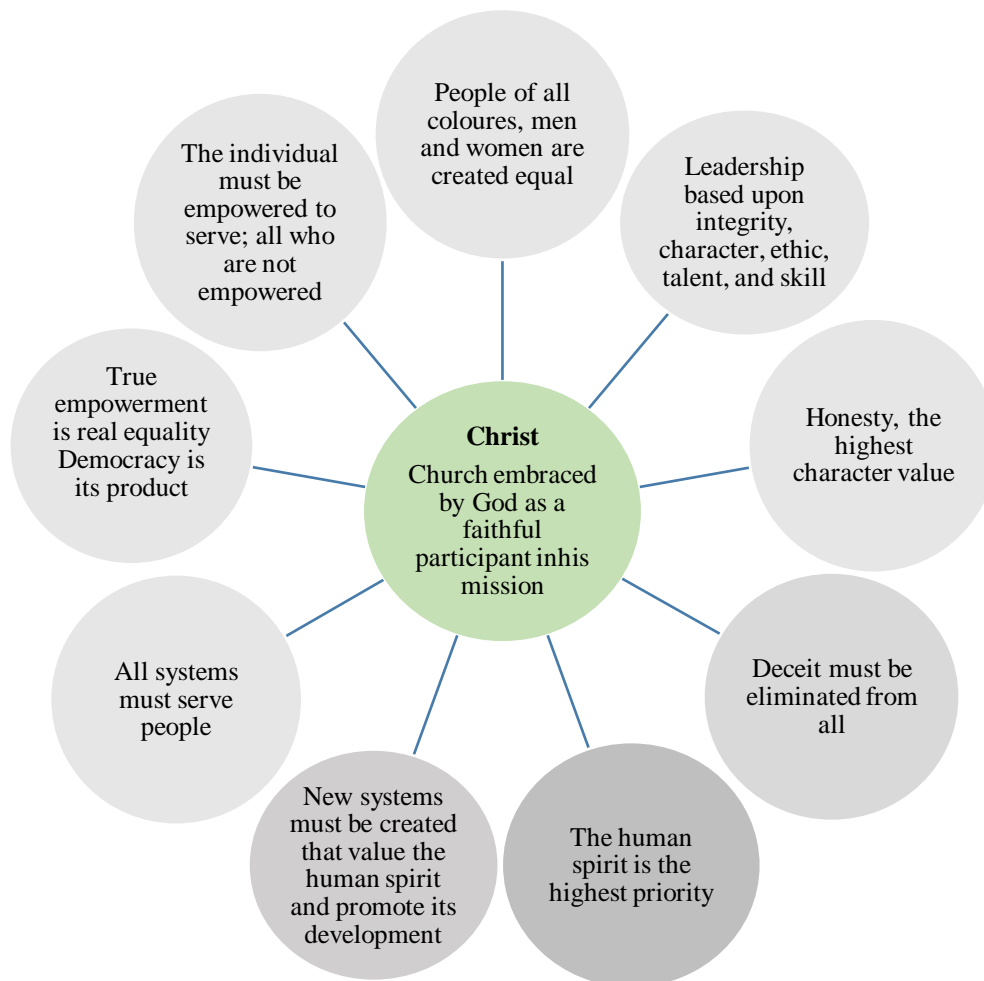 People of all
coloures, men
and women are
created equal
Leadership
based upon
integrity,
character, ethic,
talent, and skill
Honesty, the
highest
character value
Deceit must be
eliminated from
all
The human
spirit is the
highest priority
New systems
must be created
that value the
human spirit
and promote its
development
All systems
must serve
people
True
empowerment
is real equality
Democracy is
its product
The individual
must be
empowered to
serve; all who
are not
empowered
Christ
Church embraced
by God as a
faithful
participant inhis
mission